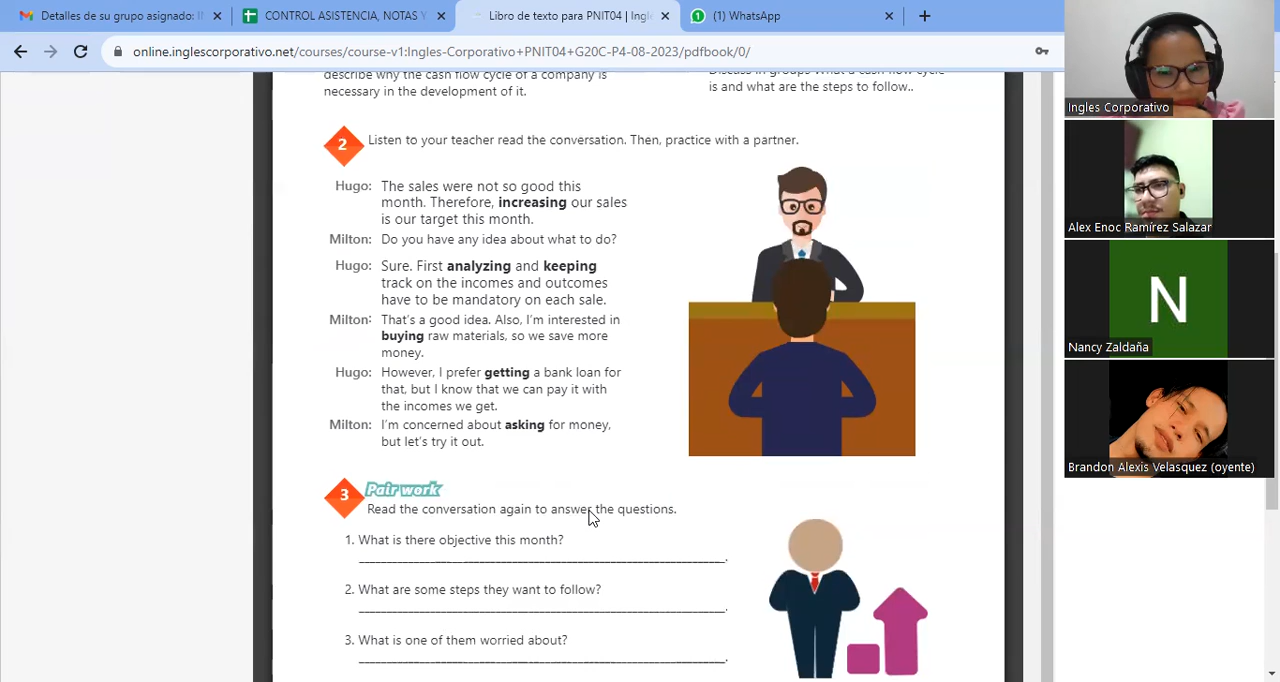 Detalles de su grupo asignado: I
CONTROL ASISTENCIA, NOTAS Y
Libro de texto para PNIT04 | Ingl
(1) WhatsApp
online.inglescorporativo.net/courses/course-v1:Ingles-Corporativo+PNIT04+G20C-P4-08-2023/pdfbook/0/
describe why the cash flow cycle of a company is
necessary in the development of it.
Discuss in groups What a cash flow cycle
is and what are the steps to follow..
2
Listen to your teacher read the conversation. Then, practice with a partner.
Hugo: The sales were not so good this
month. Therefore, increasing our sales
is our target this month.
Milton: Do you have any idea about what to do?
Hugo: Sure. First analyzing and keeping
track on the incomes and outcomes
have to be mandatory on each sale.
Milton: That's a good idea. Also, I'm interested in
buying raw materials, so we save more
money.
Hugo: However, I prefer getting a bank loan for
that, but I know that we can pay it with
the incomes we get.
Milton: I'm concerned about asking for money,
but let's try it out.
3
Pair work
Read the conversation again to answer the questions.
1. What is there objective this month?
2. What are some steps they want to follow?
3. What is one of them worried about?
Ingles Corporativo
Alex Enoc Ramírez Salazar
N
Nancy Zaldaña
Brandon Alexis Velasquez (oyente)